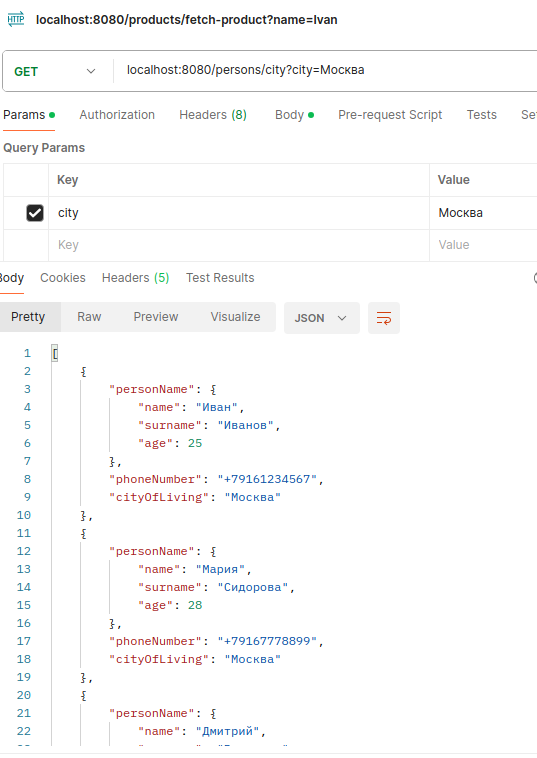 HTTP localhost:8080/products/fetch-product?name=Ivan
GET localhost:8080/persons/city?city=Москва
Params Authorization Headers (8) Body Pre-request Script Tests
Query Params
Key Value
city Москва
Key Value
Body Cookies Headers (5) Test Results
Pretty Raw Preview Visualize JSON
1 [
2 {
3 "personName": {
4 "name": "Иван",
5 "surname": "Иванов",
6 "age": 25
7 },
8 "phoneNumber": "+79161234567",
9 "cityOfLiving": "Москва"
10 },
11 {
12 "personName": {
13 "name": "Мария",
14 "surname": "Сидорова",
15 "age": 28
16 },
17 "phoneNumber": "+79167778899",
18 "cityOfLiving": "Москва"
19 },
20 {
21 "personName": {
22 "name": "Дмитрий",